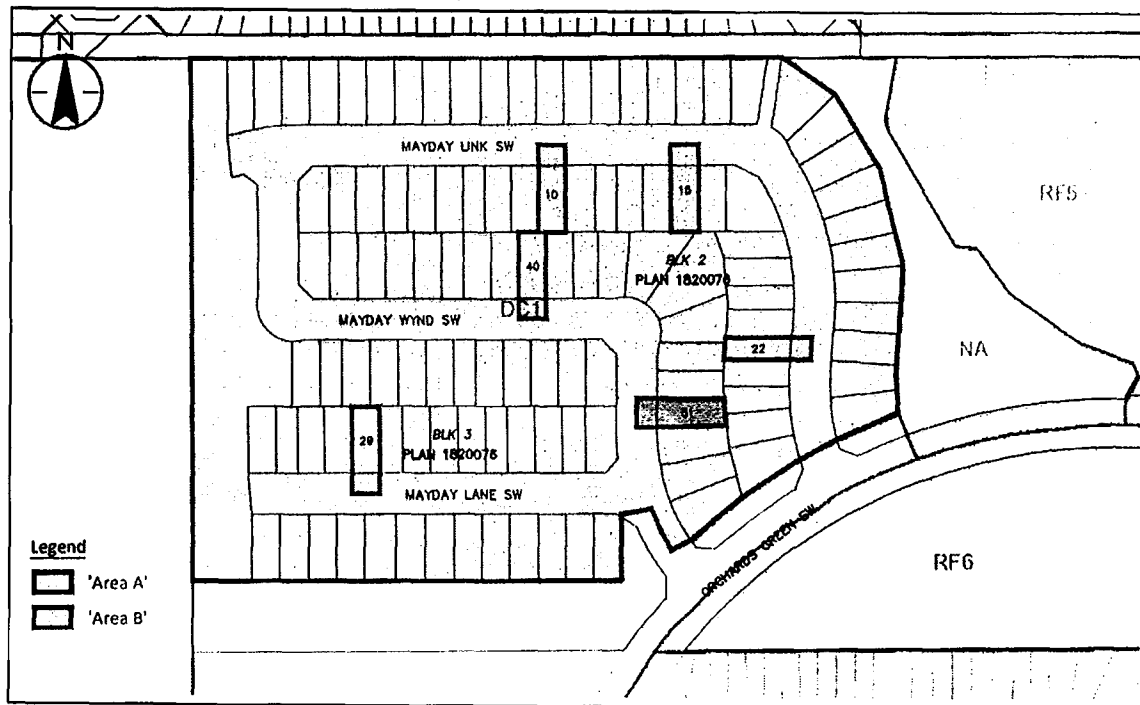 N
MAYDAY LINK SW
10
RF5
40
BLK 2
PLAN 1820076
DC1
MAYDAY WYND SW
22
NA
29
BLK 3
PLAN 1820076
MAYDAY LANE SW
ORCHARDS GREEN SW
RF6
Legend
'Area A'
'Area B'